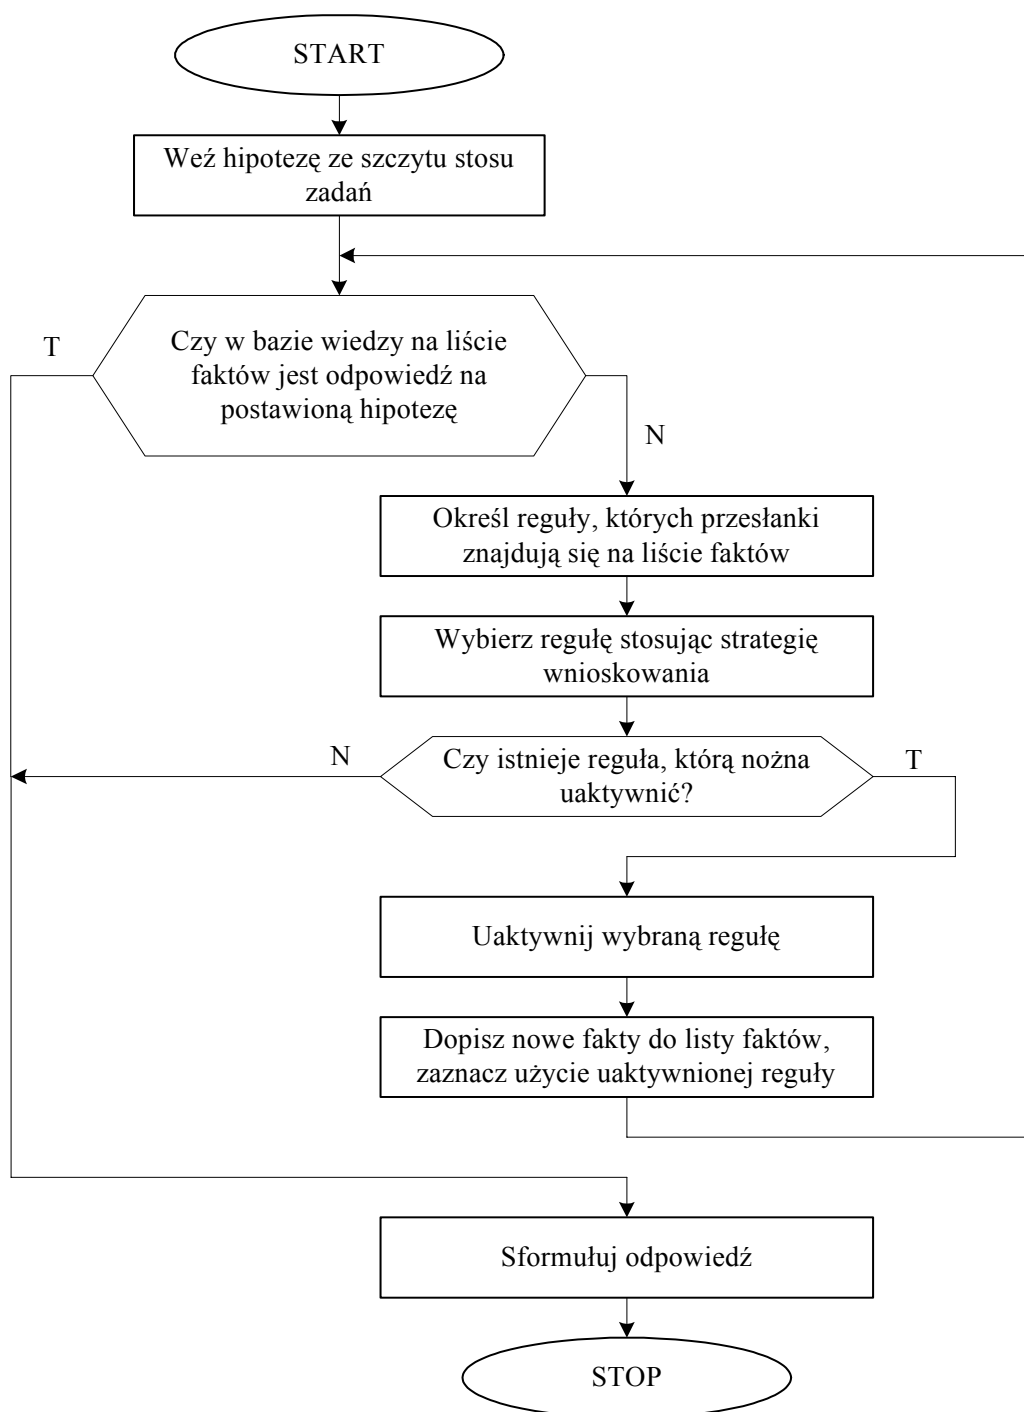 START
Weź hipotezę ze szczytu stosu
zadań
T
Czy w bazie wiedzy na liście
faktów jest odpowiedź na
postawioną hipotezę
N
Określ reguły, których przesłanki
znajdują się na liście faktów
Wybierz regułę stosując strategię
wnioskowania
N
Czy istnieje reguła, którą nożna
uaktywnić?
T
Uaktywnij wybraną regułę
Dopisz nowe fakty do listy faktów,
zaznacz użycie uaktywnionej reguły
Sformułuj odpowiedź
STOP